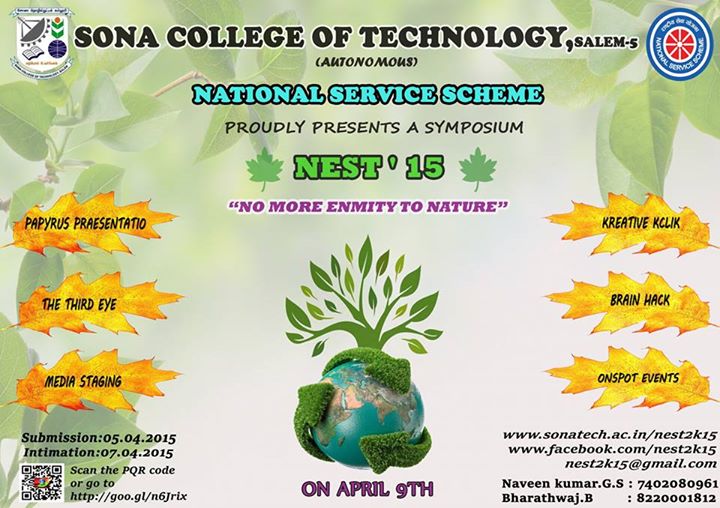 SONA COLLEGE OF TECHNOLOGY,SALEM-5
(AUTONOMOUS)
NATIONAL SERVICE SCHEME
PROUDLY PRESENTS A SYMPOSIUM
NEST ' 15
"NO MORE ENMITY TO NATURE"
PAPYRUS PRAESENTATIO
THE THIRD EYE
MEDIA STAGING
KREATIVE KCLIK
BRAIN HACK
ONSPOT EVENTS
Submission:05.04.2015
Intimation:07.04.2015
Scan the PQR code
or go to
http://goo.gl/n6Jrix
ON APRIL 9TH
www.sonatech.ac.in/nest2k15
www.facebook.com/nest2k15
nest2k15@gmail.com
Naveen kumar.G.S : 7402080961
Bharathwaj.B : 8220001812
NATIONAL SERVICE SCHEME